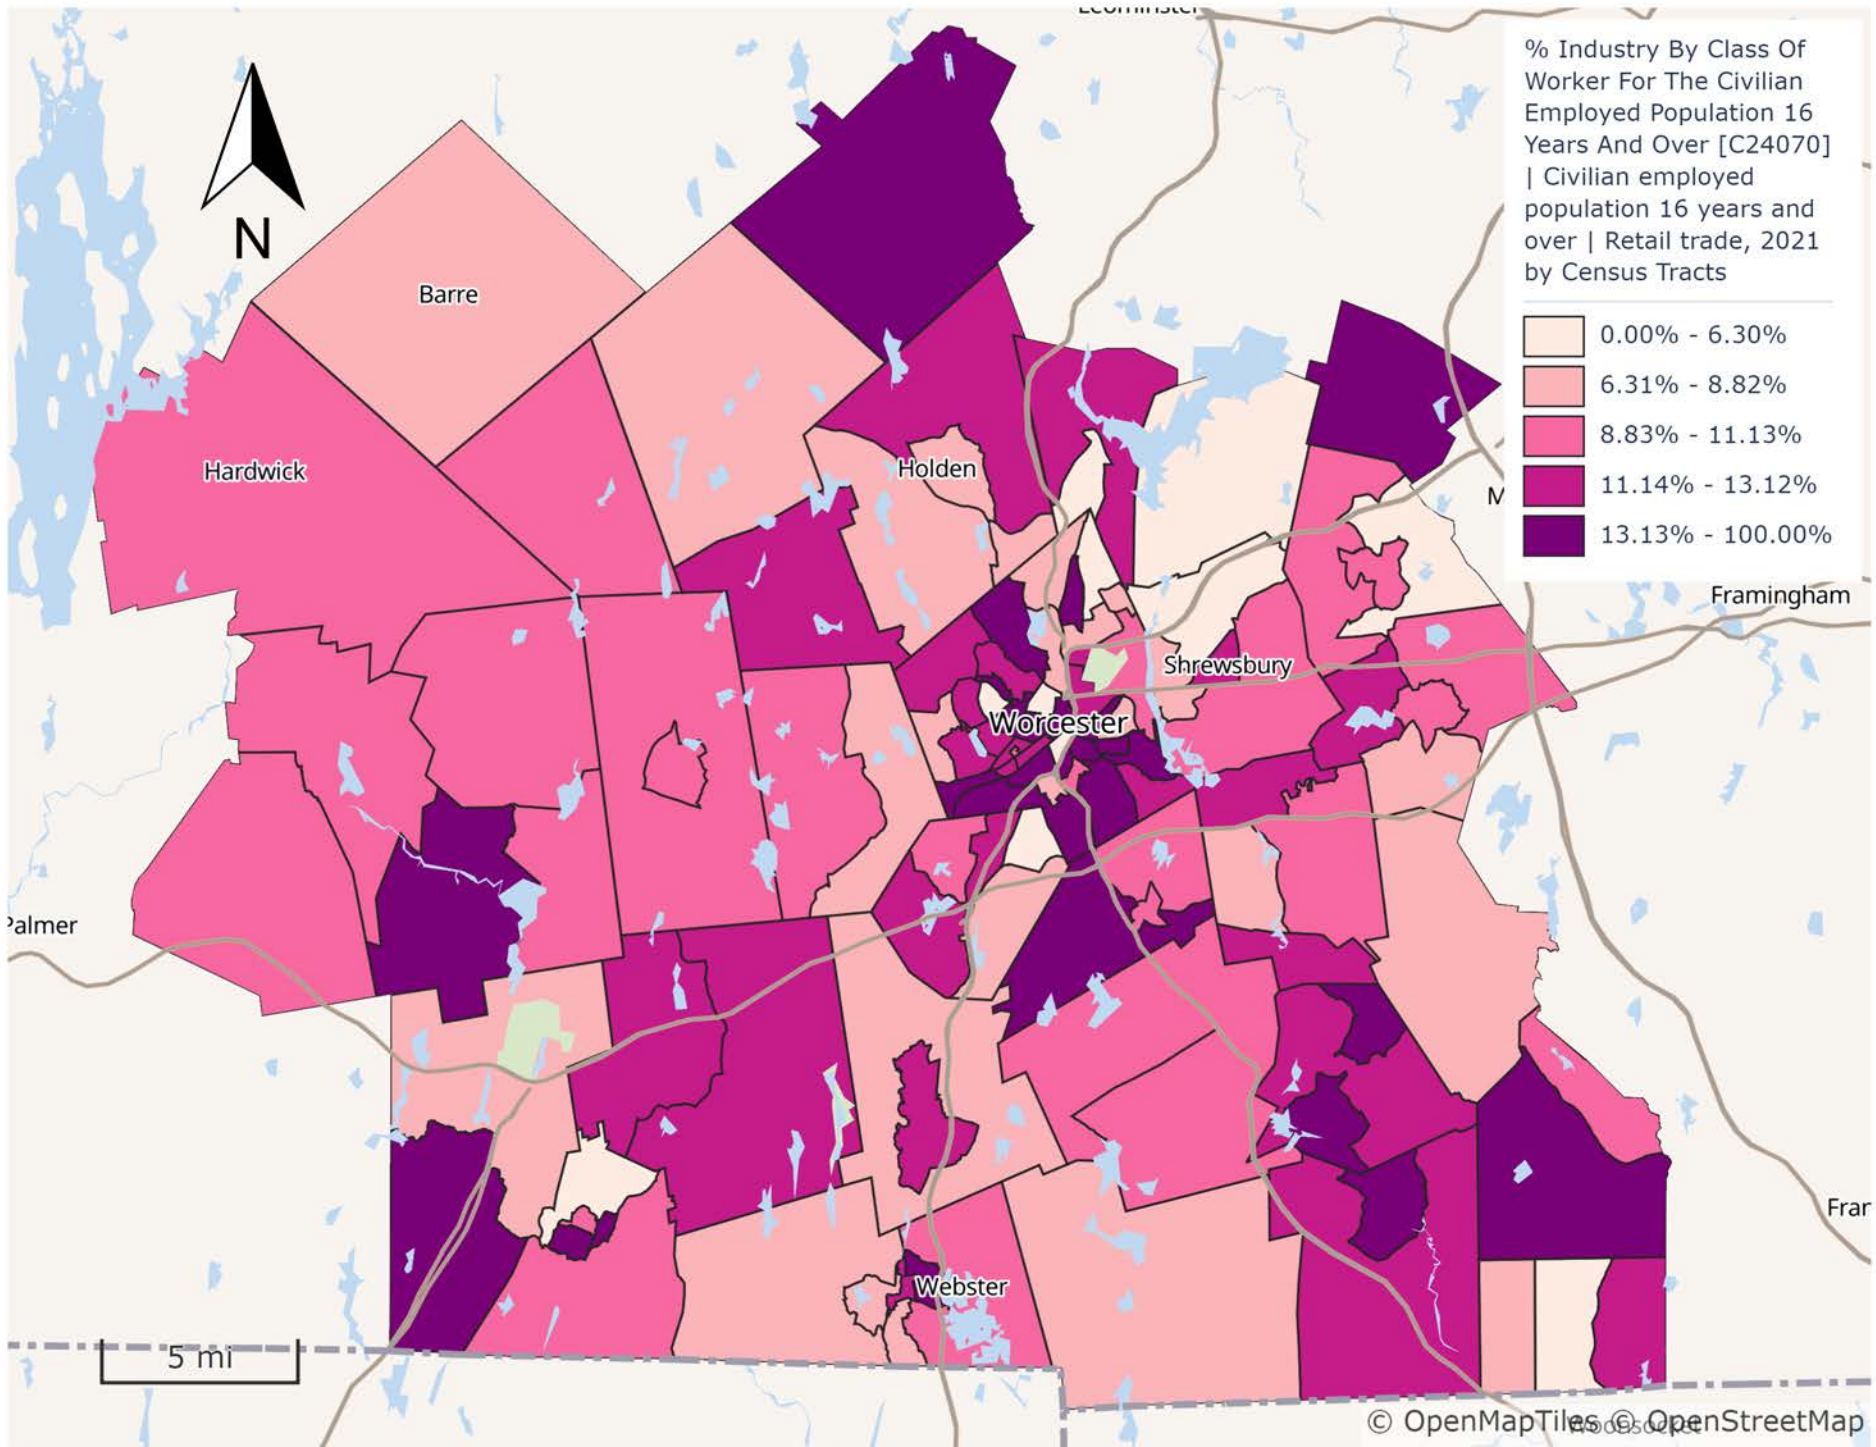 Leominster
% Industry By Class Of
Worker For The Civilian
Employed Population 16
Years And Over [C24070]
| Civilian employed
population 16 years and
over | Retail trade, 2021
by Census Tracts
0.00% - 6.30%
6.31% - 8.82%
8.83% - 11.13%
11.14% - 13.12%
13.13% - 100.00%
N
Barre
Hardwick
Holden
M
Framingham
Shrewsbury
Worcester
Palmer
Fran
Webster
5 mi
Woonsocket
© OpenMapTiles © OpenStreetMap